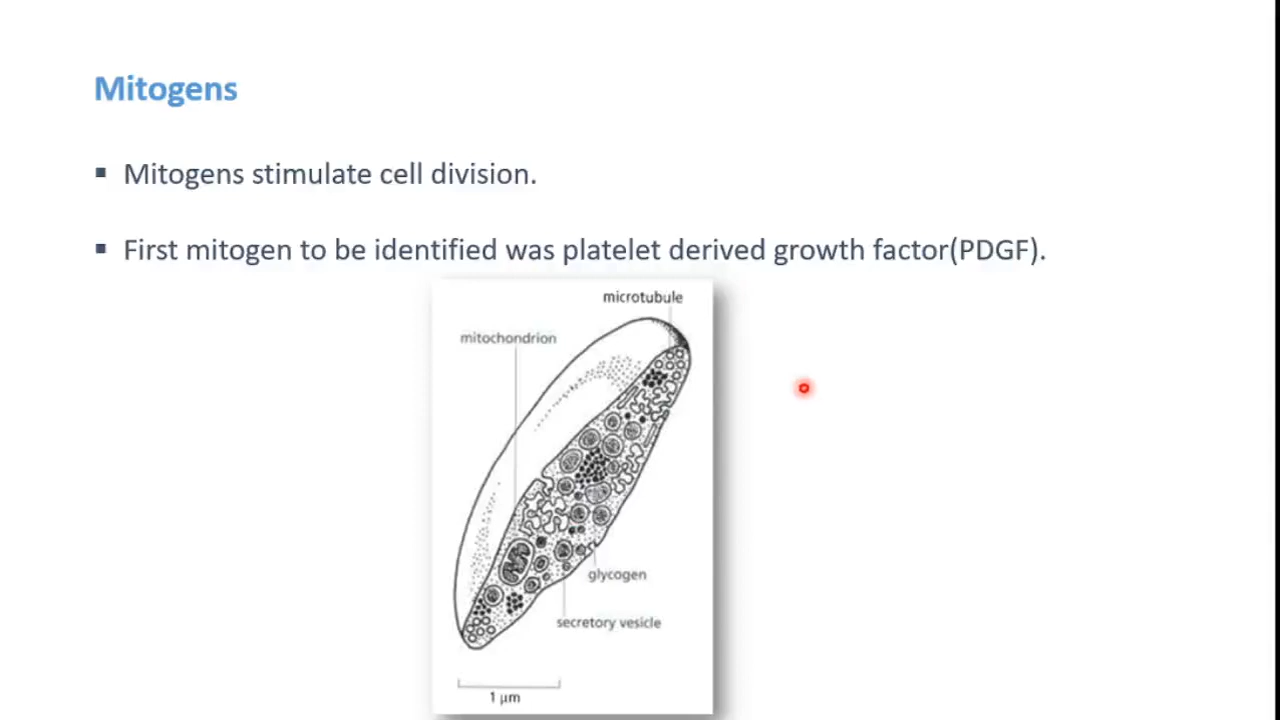 Mitogens
▪ Mitogens stimulate cell division.
▪ First mitogen to be identified was platelet derived growth factor(PDGF).
microtubule
mitochondrion
glycogen
secretory vesicle
1 μm